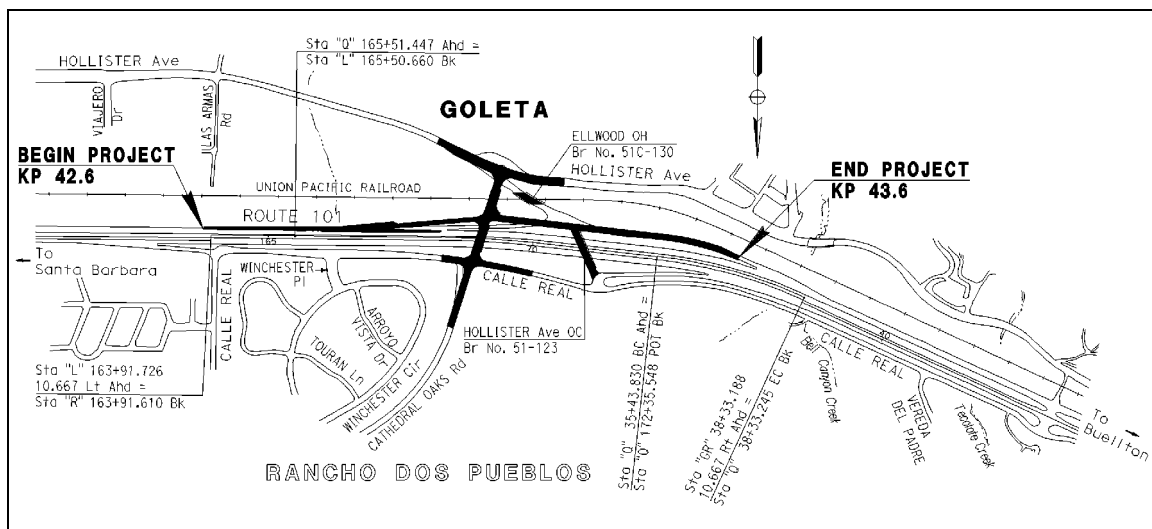 Sta "Q" 165+51.447 Ahd =
Sta "L" 165+50.660 Bk
HOLLISTER Ave
VIAJERO
Dr
LAS ARMAS
Rd
GOLETA
ELLWOOD OH
Br No. 51C-130
HOLLISTER Ave
BEGIN PROJECT
KP 42.6
END PROJECT
KP 43.6
UNION PACIFIC RAILROAD
ROUTE 101
165
To
Santa Barbara
CALLE REAL
WINCHESTER
Pl
ARROYO
VISTA Dr
TOURAN Ln
WINCHESTER Cir
CATHEDRAL OAKS Rd
CALLE REAL
HOLLISTER Ave OC
Br No. 51-123
Sta "L" 163+91.726
10.667 Lt Ahd =
Sta "R" 163+91.610 Bk
Sta "Q" 35+43.830 BC Ahd =
Sta "Q" 172+35.548 POT Bk
Sta "GR" 38+33.188
10.667 Rt Ahd =
Sta "Q" 38+33.245 EC Bk
Bell Canyon Creek
CALLE REAL
40
VEREDA
DEL PADRE
Tecolote Creek
To
Buellton
RANCHO DOS PUEBLOS